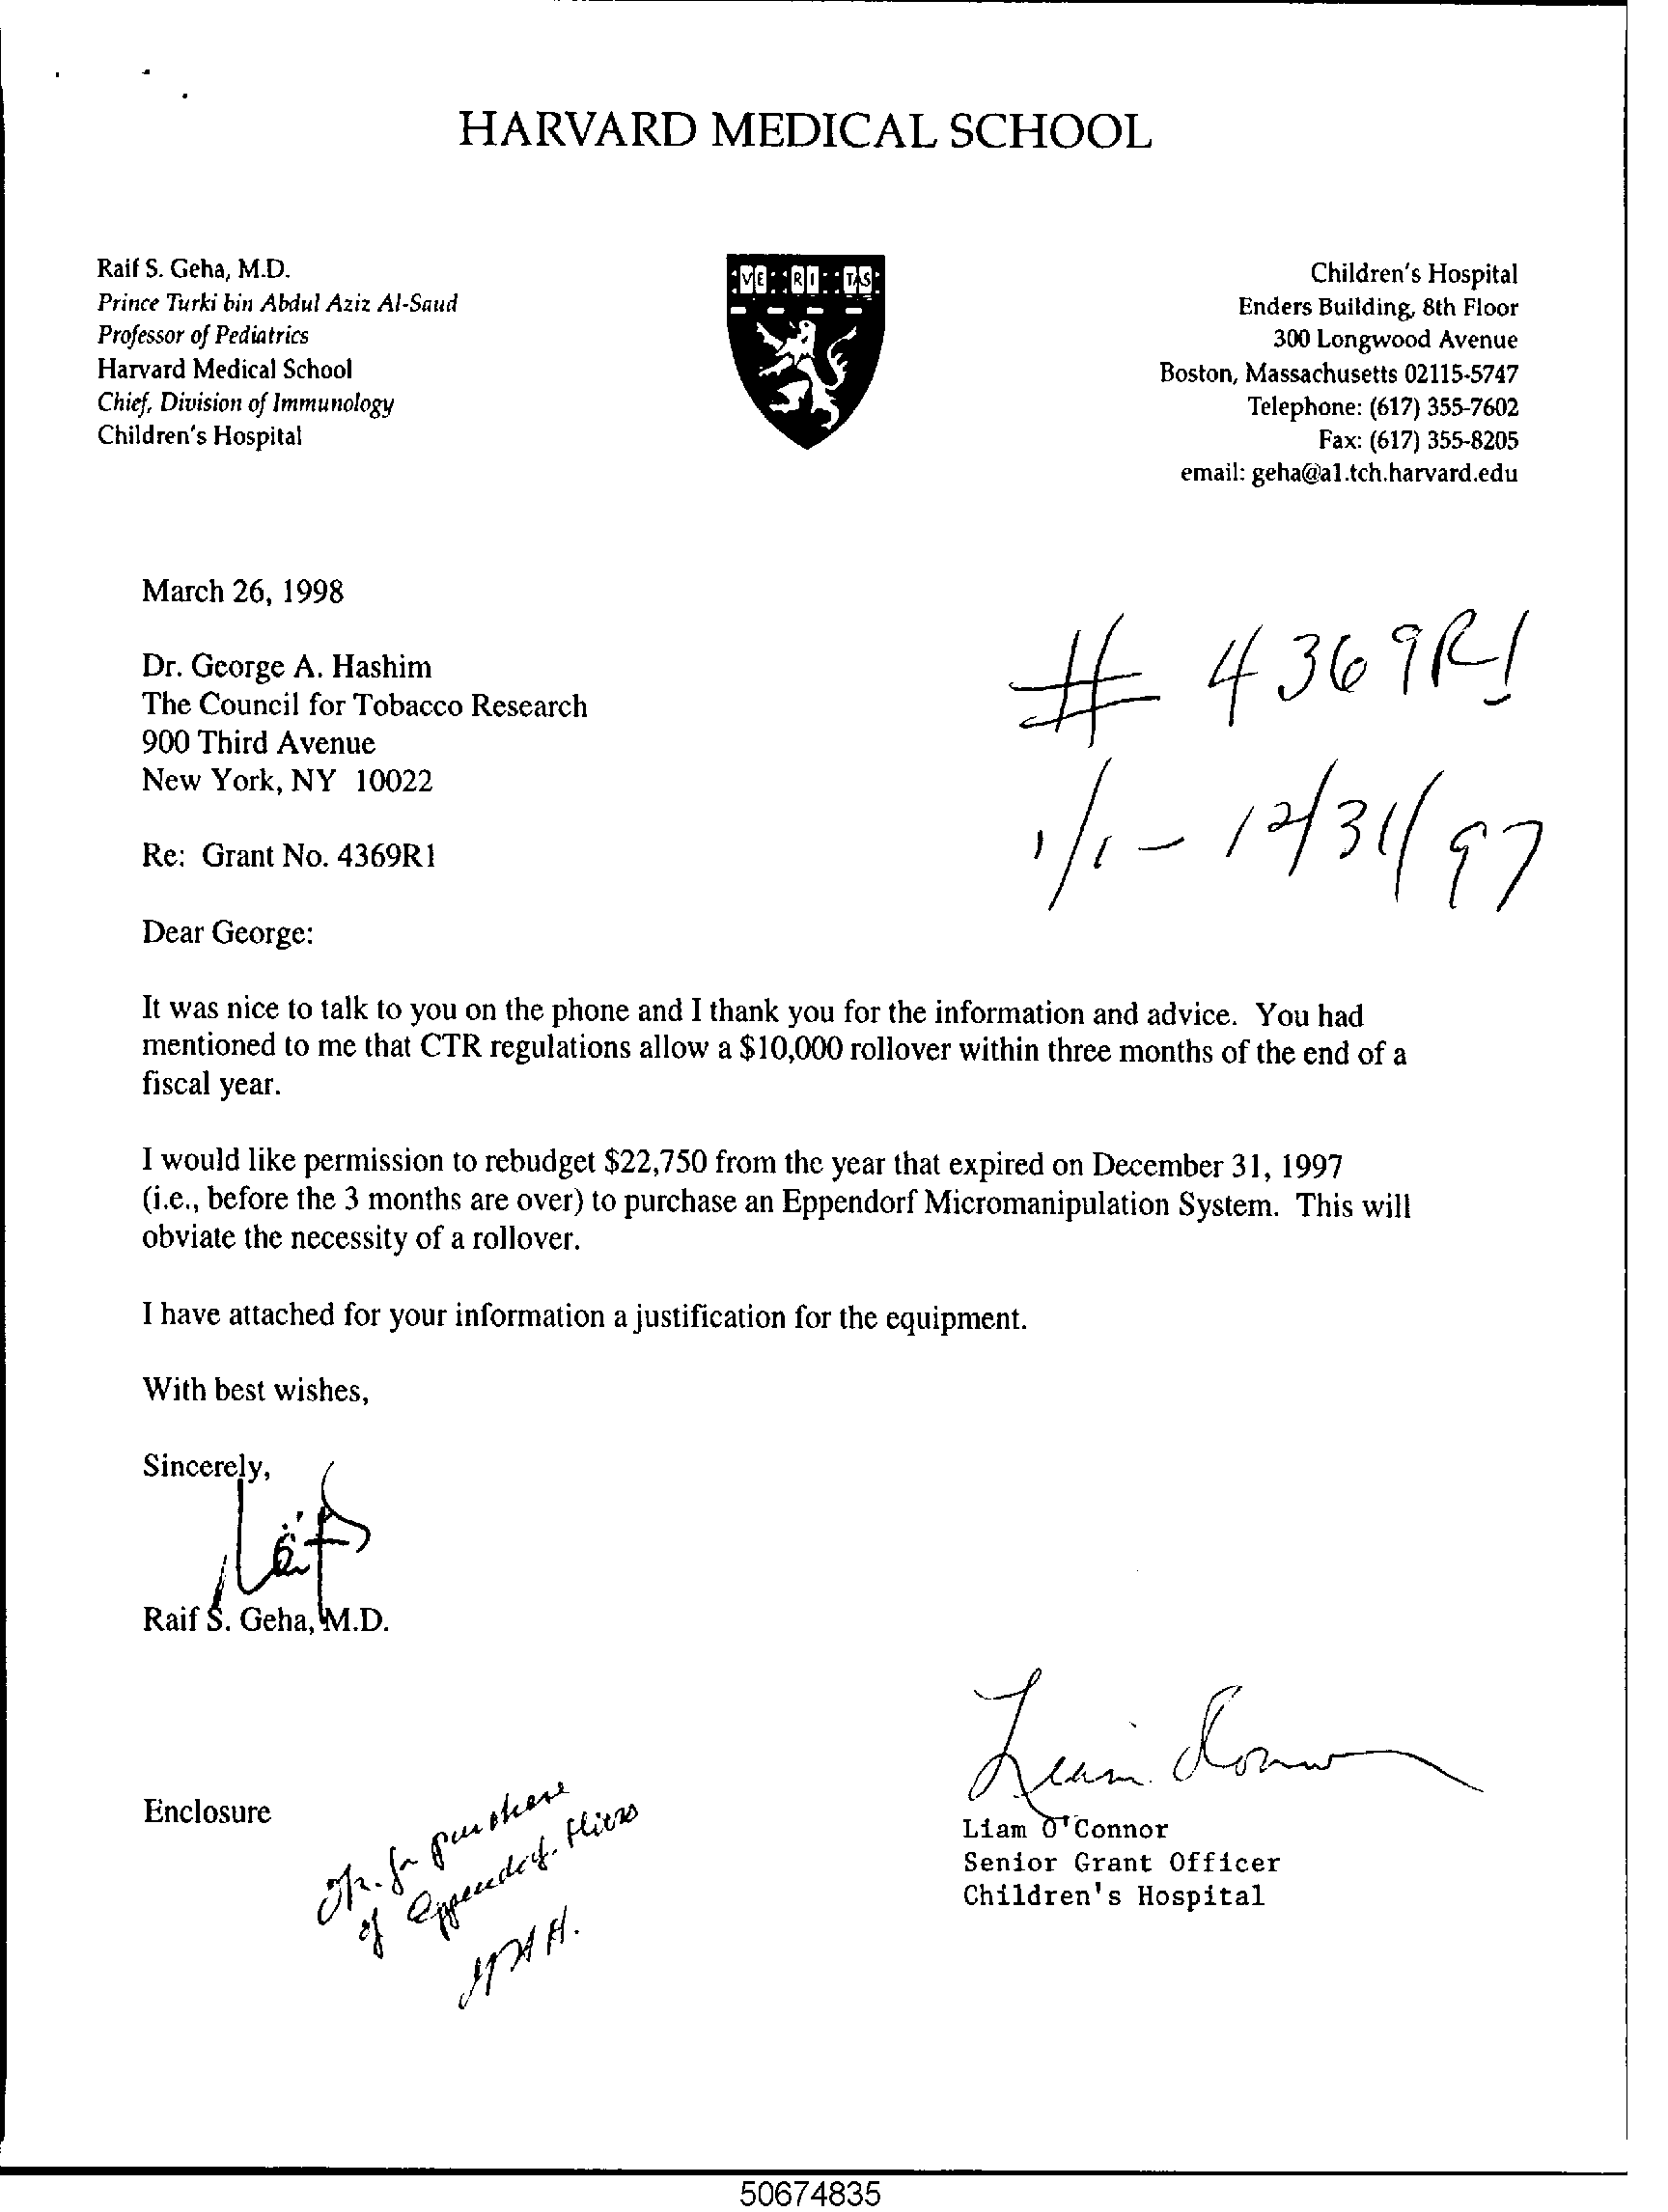 HARVARD MEDICAL SCHOOL
Raif S. Geha, M.D.
Prince Turki bin Abdul Aziz Al-Saud
Professor of Pediatrics
Harvard Medical School
Chief, Division of Immunology
Children's Hospital
VE RI TAS
Children's Hospital
Enders Building, 8th Floor
300 Longwood Avenue
Boston, Massachusetts 02115-5747
Telephone: (617) 355-7602
Fax: (617) 355-8205
email: geha@a1.tch.harvard.edu
March 26, 1998
# 4369R1
1/1 - 12/31/97
Dr. George A. Hashim
The Council for Tobacco Research
900 Third Avenue
New York, NY 10022
Re: Grant No. 4369R1
Dear George:
It was nice to talk to you on the phone and I thank you for the information and advice. You had
mentioned to me that CTR regulations allow a $10,000 rollover within three months of the end of a
fiscal year.
I would like permission to rebudget $22,750 from the year that expired on December 31, 1997
(i.e., before the 3 months are over) to purchase an Eppendorf Micromanipulation System. This will
obviate the necessity of a rollover.
I have attached for your information a justification for the equipment.
With best wishes,
Sincerely,
Raif
Raif S. Geha, M.D.
Enclosure
for purchase
of Eppendorf.
Liam O'Connor
Liam O'Connor
Senior Grant Officer
Children's Hospital
50674835